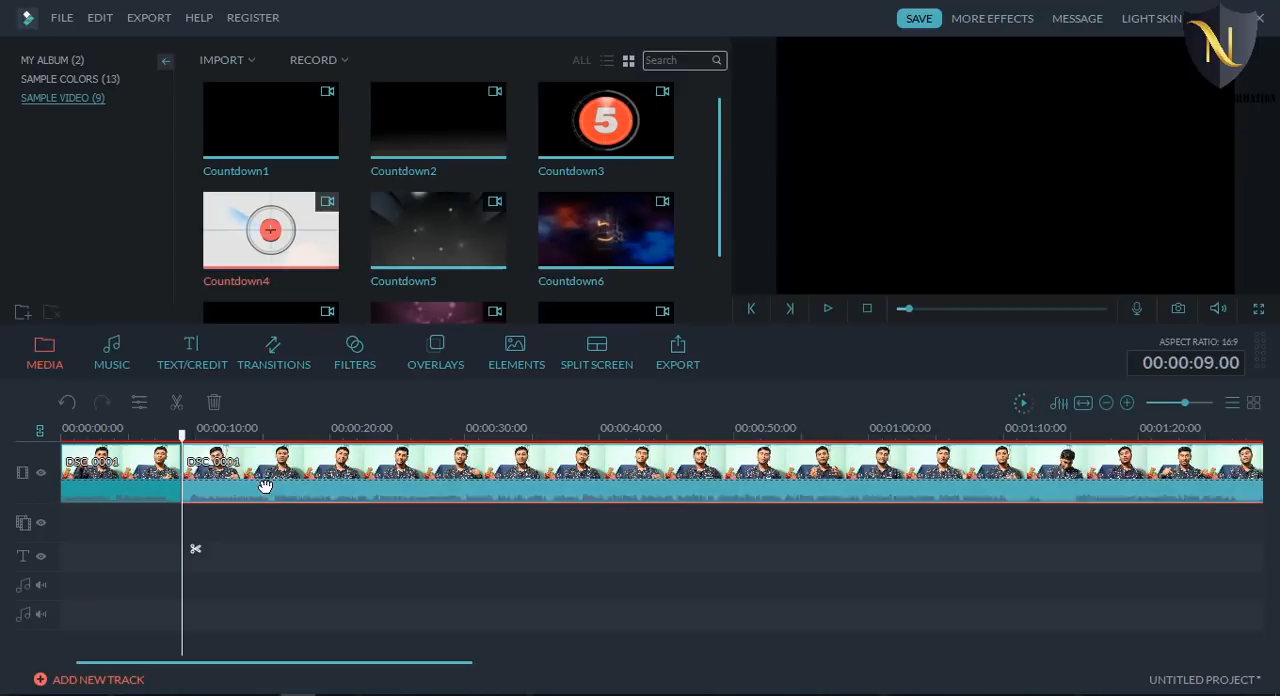 FILE EDIT EXPORT HELP REGISTER
SAVE MORE EFFECTS MESSAGE LIGHT SKIN
MY ALBUM (2)
SAMPLE COLORS (13)
SAMPLE VIDEO (9)
IMPORT RECORD ALL Search
5
Countdown1 Countdown2 Countdown3
Countdown4 Countdown5 Countdown6
MEDIA MUSIC TEXT/CREDIT TRANSITIONS FILTERS OVERLAYS ELEMENTS SPLIT SCREEN EXPORT
ASPECT RATIO: 16:9
00:00:09.00
00:00:00:00 00:00:10:00 00:00:20:00 00:00:30:00 00:00:40:00 00:00:50:00 00:01:00:00 00:01:10:00 00:01:20:00
DSC_0001 DSC_0001
ADD NEW TRACK UNTITLED PROJECT *